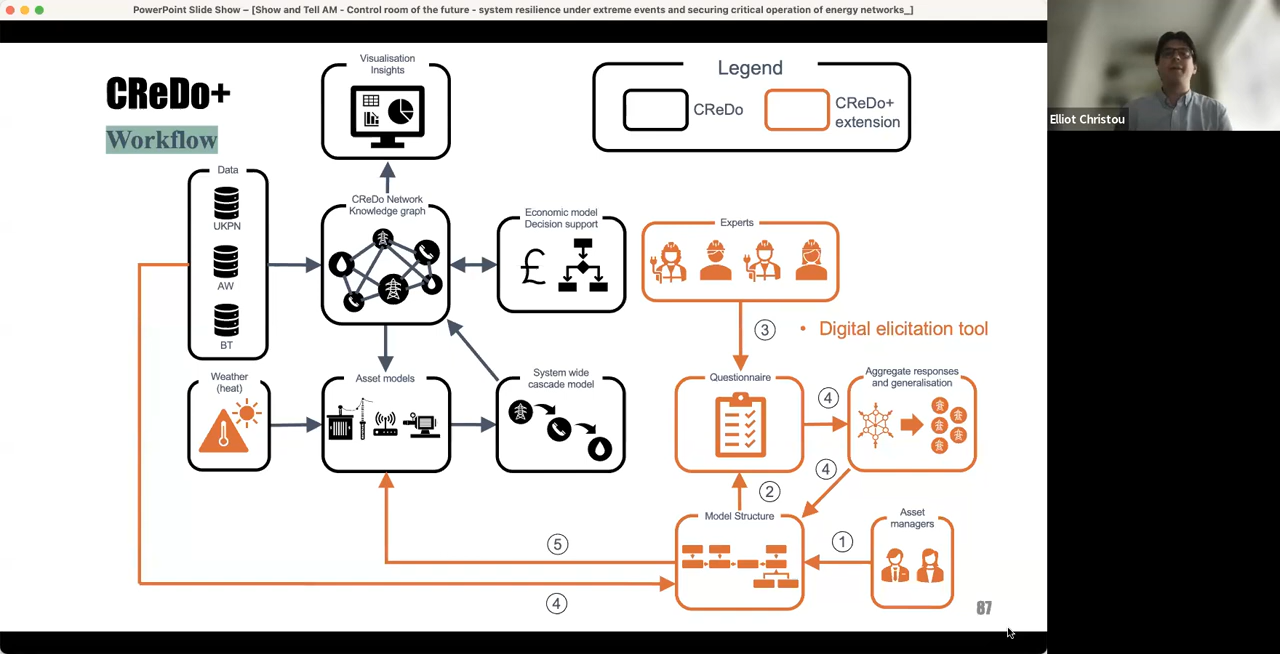 PowerPoint Slide Show – [Show and Tell AM - Control room of the future - system resilience under extreme events and securing critical operation of energy networks_]
Elliot Christou
CReDo+
Workflow
Visualisation
Insights
Legend
CReDo
CReDo+
extension
Data
UKPN
AW
BT
CReDo Network
Knowledge graph
Economic model
Decision support
£
Experts
3
• Digital elicitation tool
Weather
(heat)
Asset models
System wide
cascade model
Questionnaire
4
Aggregate responses
and generalisation
4
2
Model Structure
1
Asset
managers
5
4
87